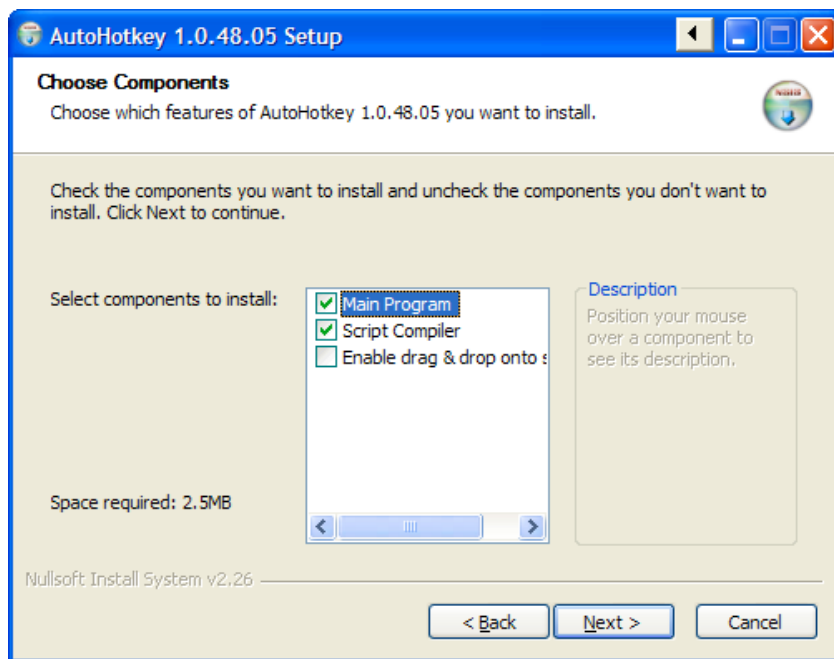 AutoHotkey 1.0.48.05 Setup
Choose Components
Choose which features of AutoHotkey 1.0.48.05 you want to install.
Check the components you want to install and uncheck the components you don't want to
install. Click Next to continue.
Select components to install:
Main Program
Script Compiler
Enable drag & drop onto s
Description
Position your mouse
over a component to
see its description.
Space required: 2.5MB
Nullsoft Install System v2.26
< Back
Next >
Cancel